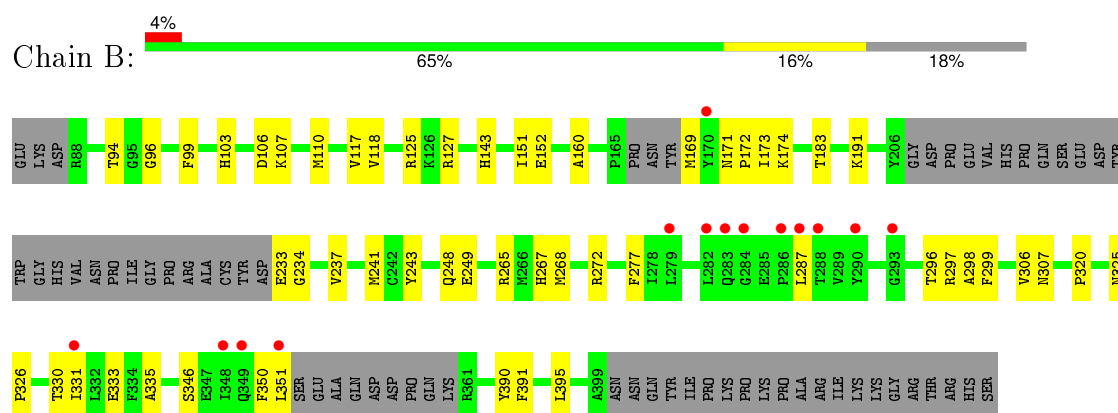 4%
Chain B:
65% 16% 18%
GLU LYS ASP R88 T94 G95 G96 F99 H103 D106 K107 M110 V117 V118 R125 K126 R127 H143 I151 E152 A160 P165 PRO ASN TYR M169 Y170 N171 P172 I173 K174 T183 K191 Y206 GLY ASP PRO GLU VAL HIS PRO GLN SER GLU ASP TYR
TRP GLY HIS VAL ASN PRO ILE GLY PRO ARG ALA CYS TYR ASP E233 G234 V237 M241 C242 Y243 Q248 E249 R265 M266 H267 M268 R272 F277 I278 L279 L282 Q283 G284 E285 P286 L287 T288 V289 Y290 G293 T296 R297 A298 F299 V306 N307 P320 N325
P326 T330 I331 L332 E333 F334 A335 S346 E347 I348 Q349 F350 L351 SER GLU ALA GLN ASP ASP PRO GLN LYS R361 Y390 F391 L395 A399 ASN ASN GLN TYR ILE PRO LYS PRO LYS PRO ALA ARG ILE LYS LYS GLY ARG THR ARG HIS SER